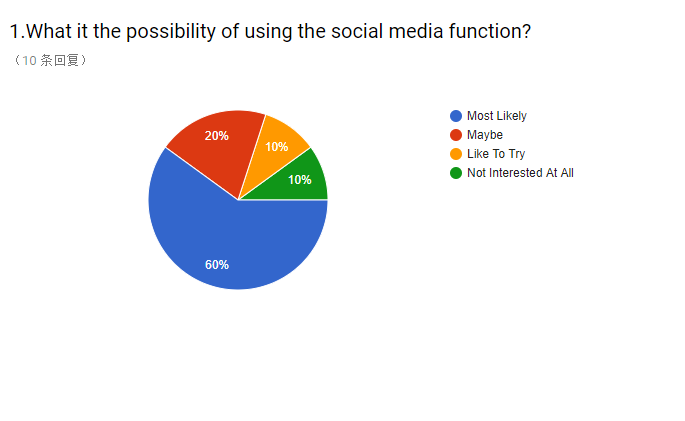 1.What it the possibility of using the social media function?
（10 条回复）
20%
10%
10%
60%
Most Likely
Maybe
Like To Try
Not Interested At All